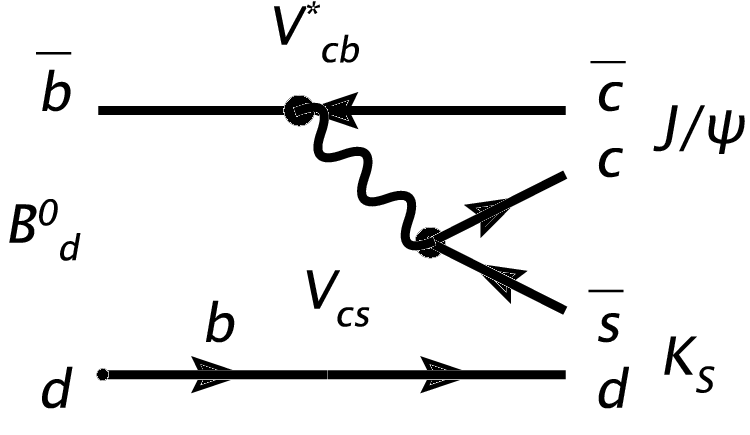 V*cb
b̅ c̅
J/ψ
c
B⁰d
Vcs
b s̅
KS
d d